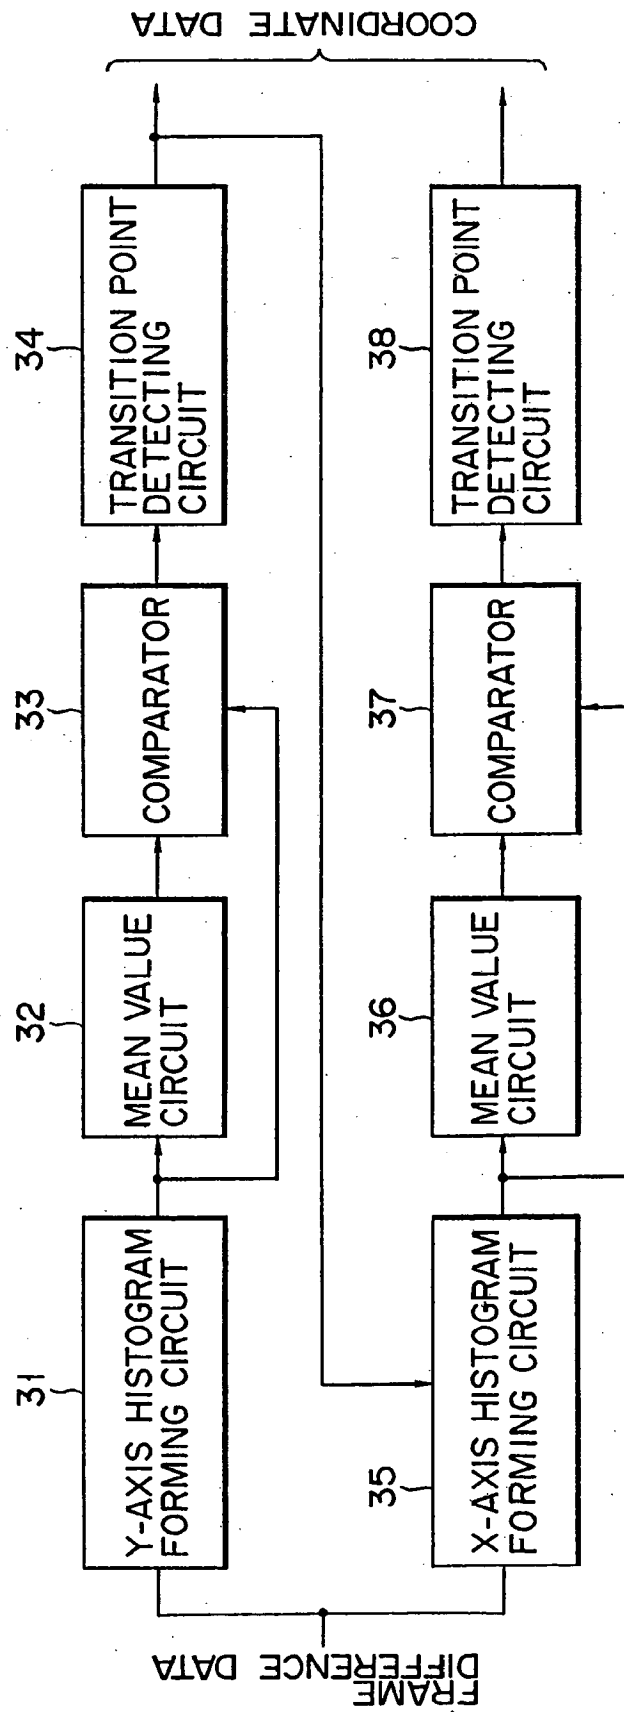 FRAME
DIFFERENCE DATA
31
Y-AXIS HISTOGRAM
FORMING CIRCUIT
32
MEAN VALUE
CIRCUIT
33
COMPARATOR
34
TRANSITION POINT
DETECTING
CIRCUIT
35
X-AXIS HISTOGRAM
FORMING CIRCUIT
36
MEAN VALUE
CIRCUIT
37
COMPARATOR
38
TRANSITION POINT
DETECTING
CIRCUIT
COORDINATE DATA